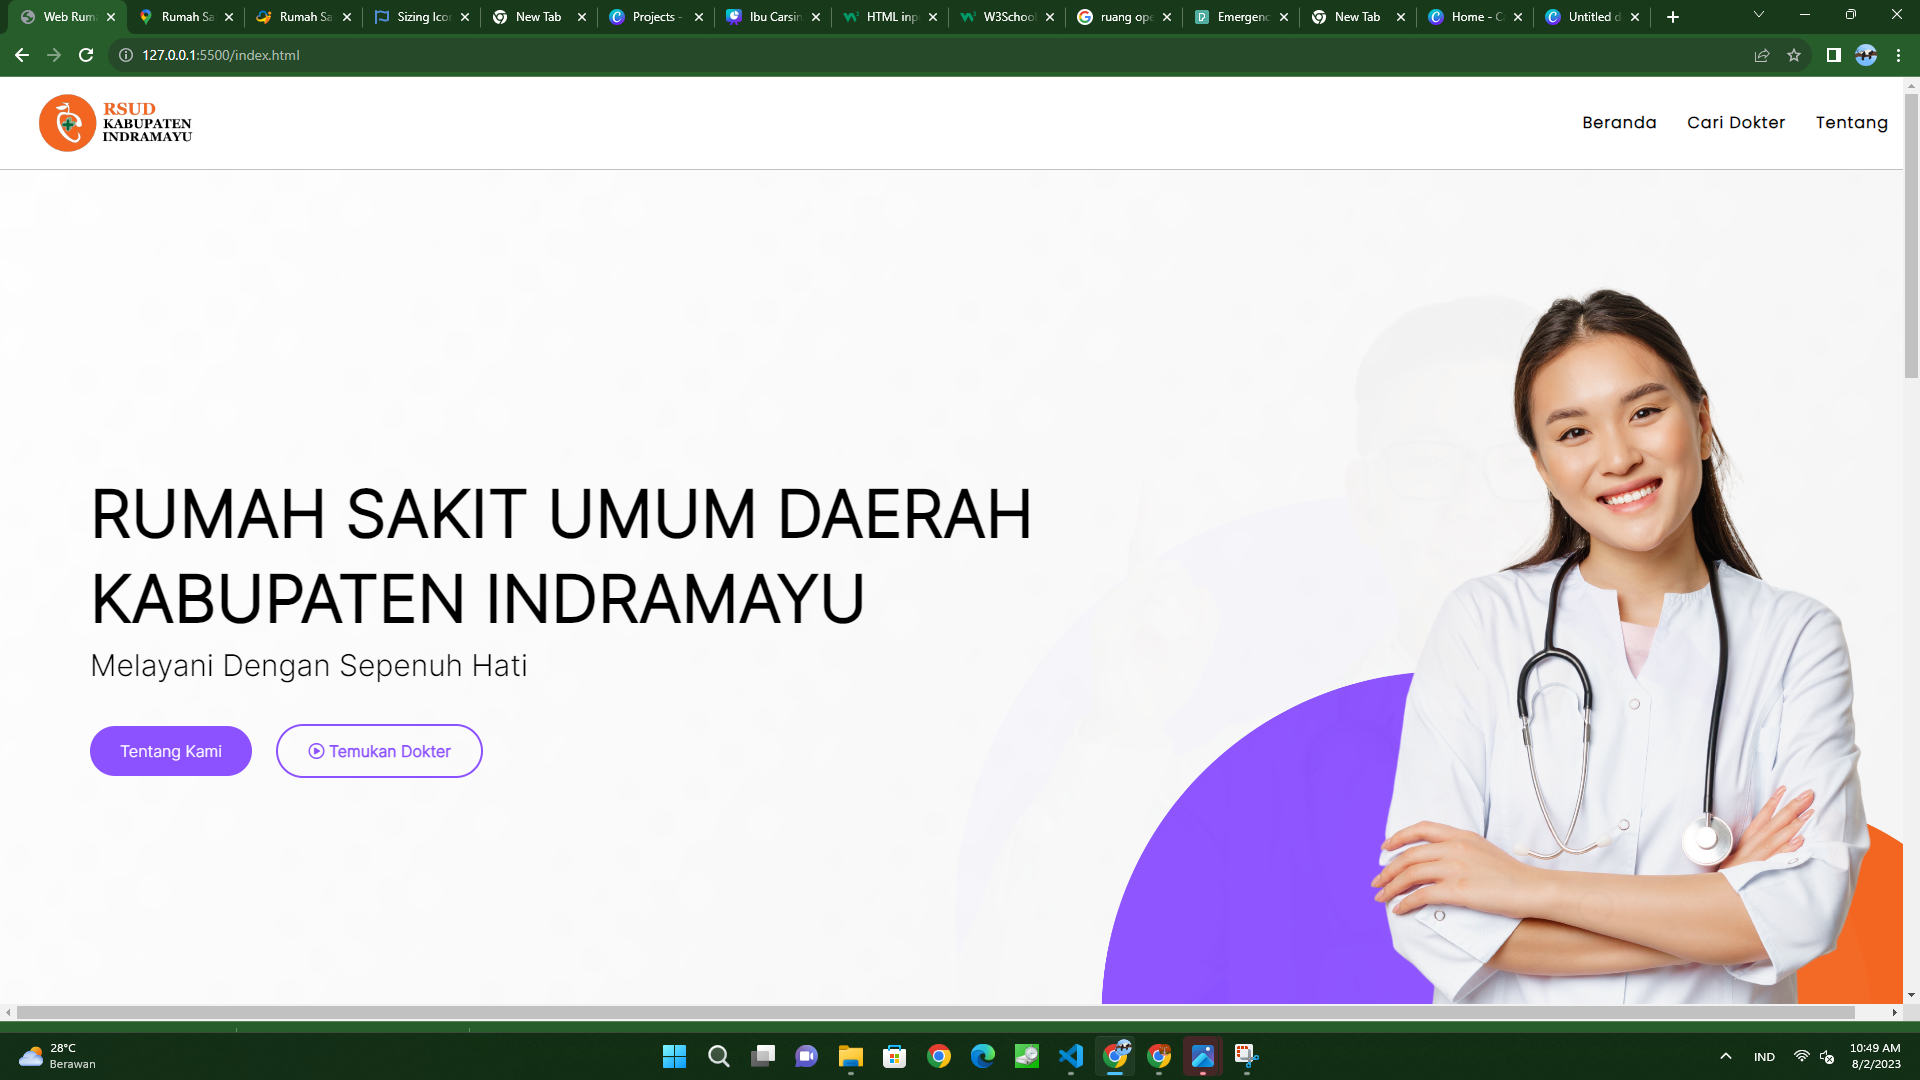 Web Rum
Rumah Sa
Rumah Sa
Sizing Ico
New Tab
Projects -
Ibu Carsin
HTML inp
W3School
ruang ope
Emergenc
New Tab
Home - C
Untitled d
127.0.0.1:5500/index.html
RSUD
KABUPATEN
INDRAMAYU
Beranda
Cari Dokter
Tentang
RUMAH SAKIT UMUM DAERAH
KABUPATEN INDRAMAYU
Melayani Dengan Sepenuh Hati
Tentang Kami
Temukan Dokter
28°C
Berawan
IND
10:49 AM
8/2/2023